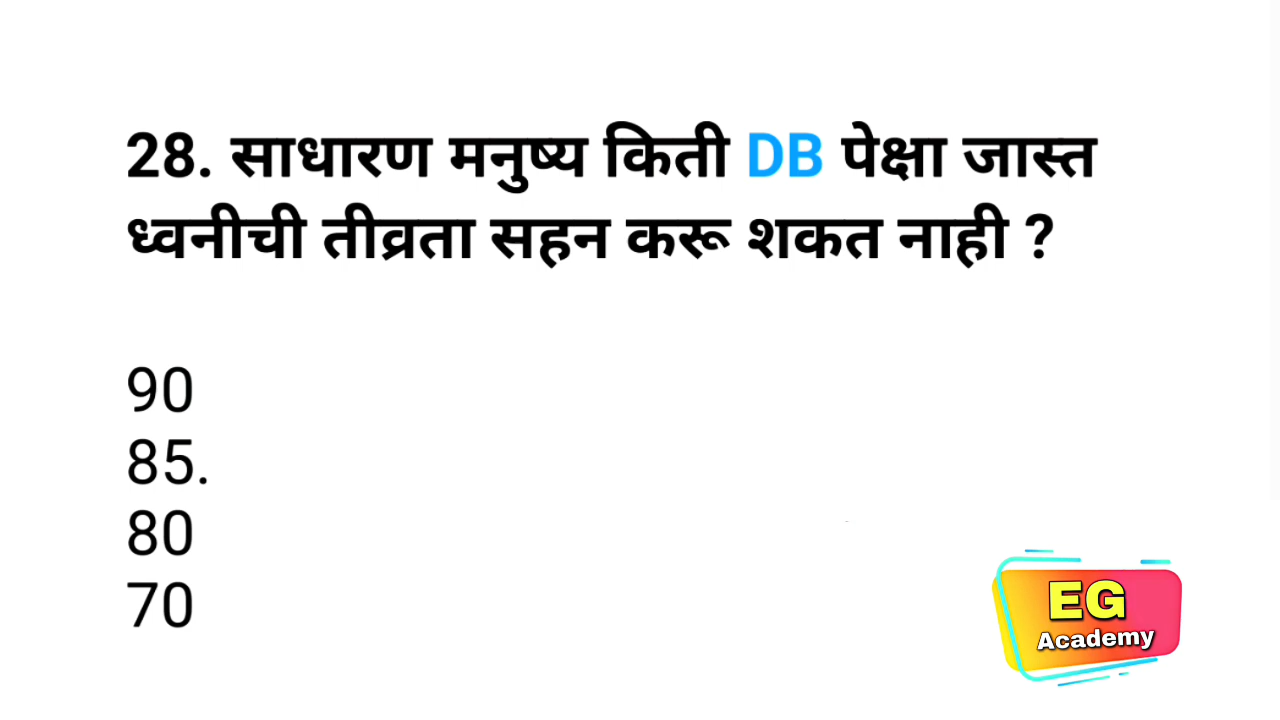 28. साधारण मनुष्य किती DB पेक्षा जास्त
ध्वनीची तीव्रता सहन करू शकत नाही ?
90
85.
80
70
EG
Academy